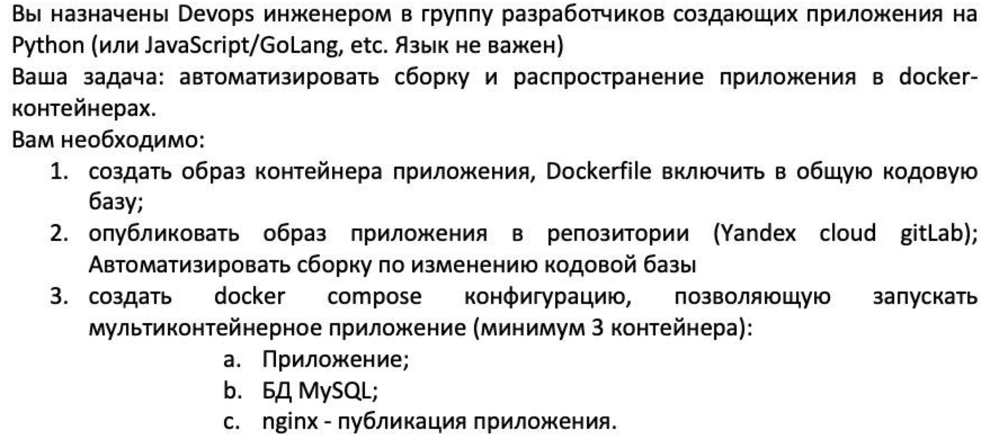 Вы назначены Devops инженером в группу разработчиков создающих приложения на
Python (или JavaScript/GoLang, etc. Язык не важен)
Ваша задача: автоматизировать сборку и распространение приложения в docker-
контейнерах.
Вам необходимо:
1. создать образ контейнера приложения, Dockerfile включить в общую кодовую
базу;
2. опубликовать образ приложения в репозитории (Yandex cloud gitLab);
Автоматизировать сборку по изменению кодовой базы
3. создать docker compose конфигурацию, позволяющую запускать
мультиконтейнерное приложение (минимум 3 контейнера):
a. Приложение;
b. БД MySQL;
c. nginx - публикация приложения.